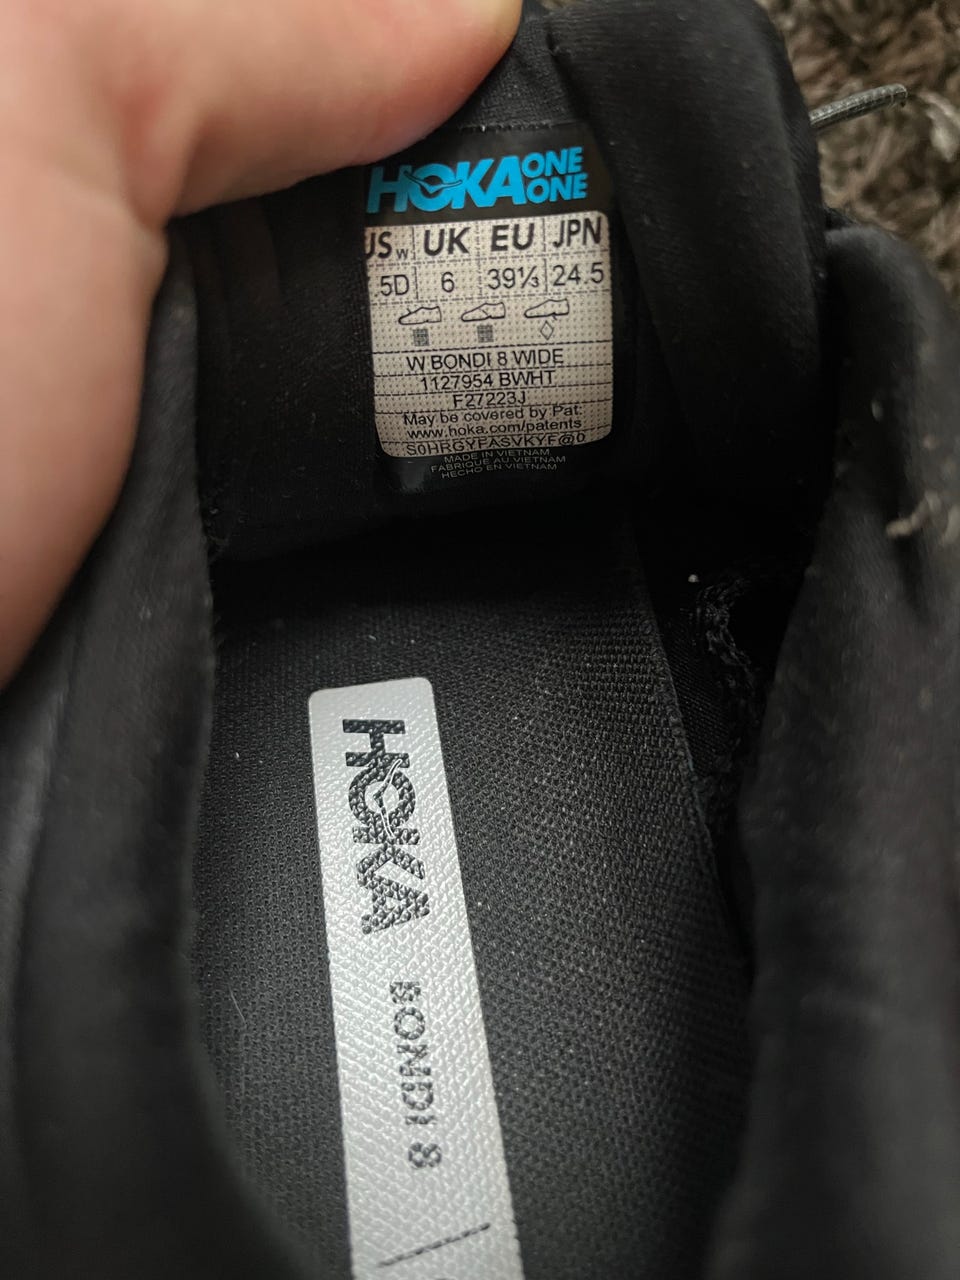 HOKA ONE ONE
USw UK EU JPN
.5D 6 39⅓ 24.5
W BONDI 8 WIDE
1127954 BWHT
F27223J
May be covered by Pat:
www.hoka.com/patents
S0HRGYFASVKYF@0
MADE IN VIETNAM
FABRIQUE AU VIETNAM
HECHO EN VIETNAM
HOKA
BONDI 8